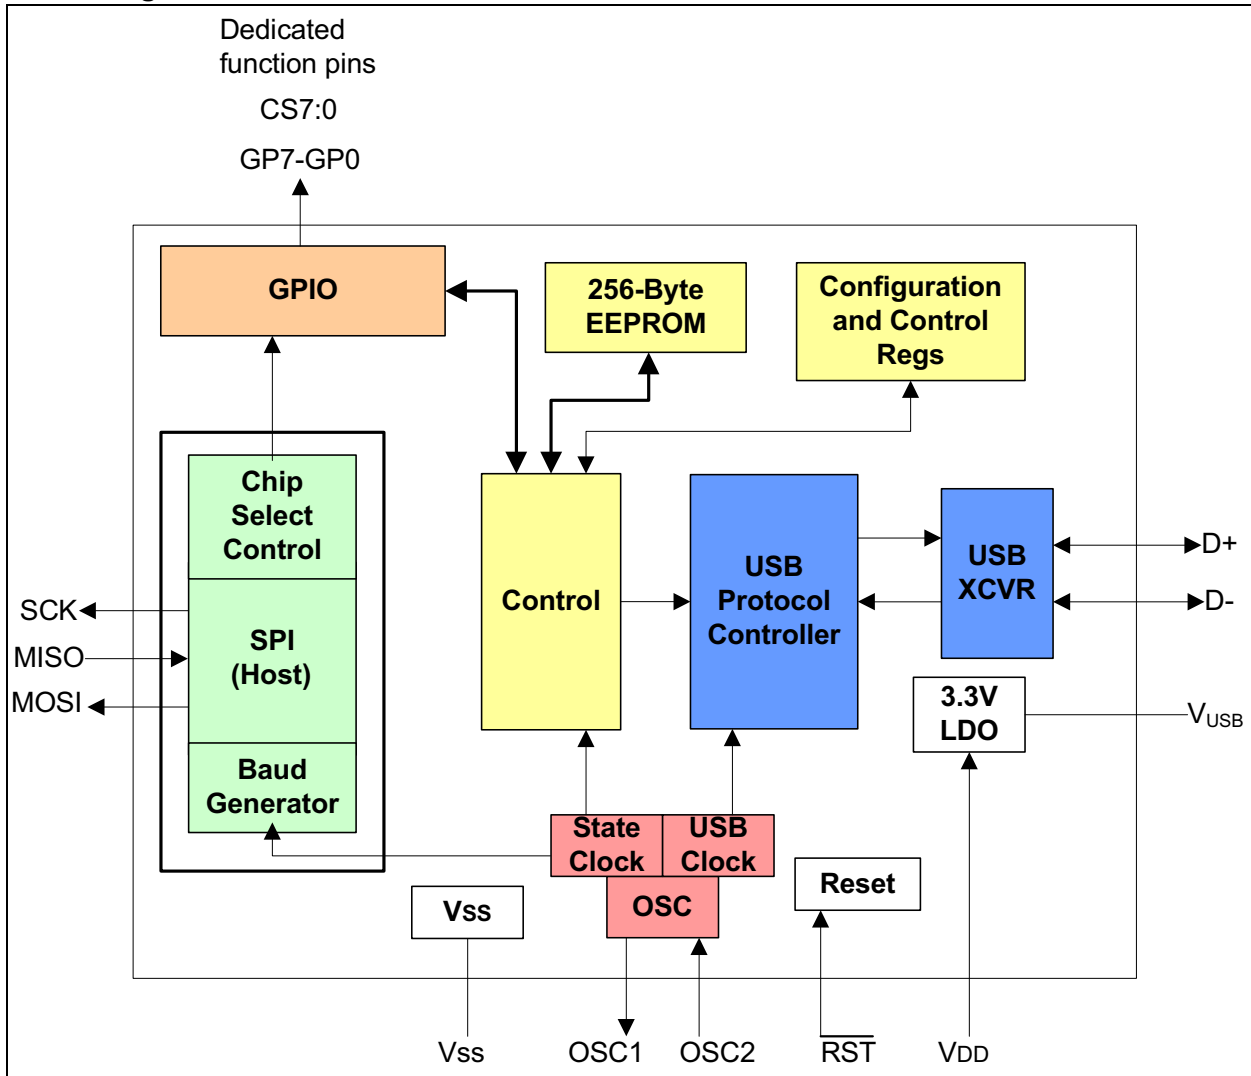 Dedicated
function pins
CS7:0
GP7-GP0
GPIO
256-Byte
EEPROM
Configuration
and Control
Regs
Chip
Select
Control
SPI
(Host)
Baud
Generator
SCK
MISO
MOSI
Control
USB
Protocol
Controller
USB
XCVR
D+
D-
3.3V
LDO
VUSB
State
Clock
USB
Clock
OSC
Reset
Vss
Vss
OSC1
OSC2
RST
VDD